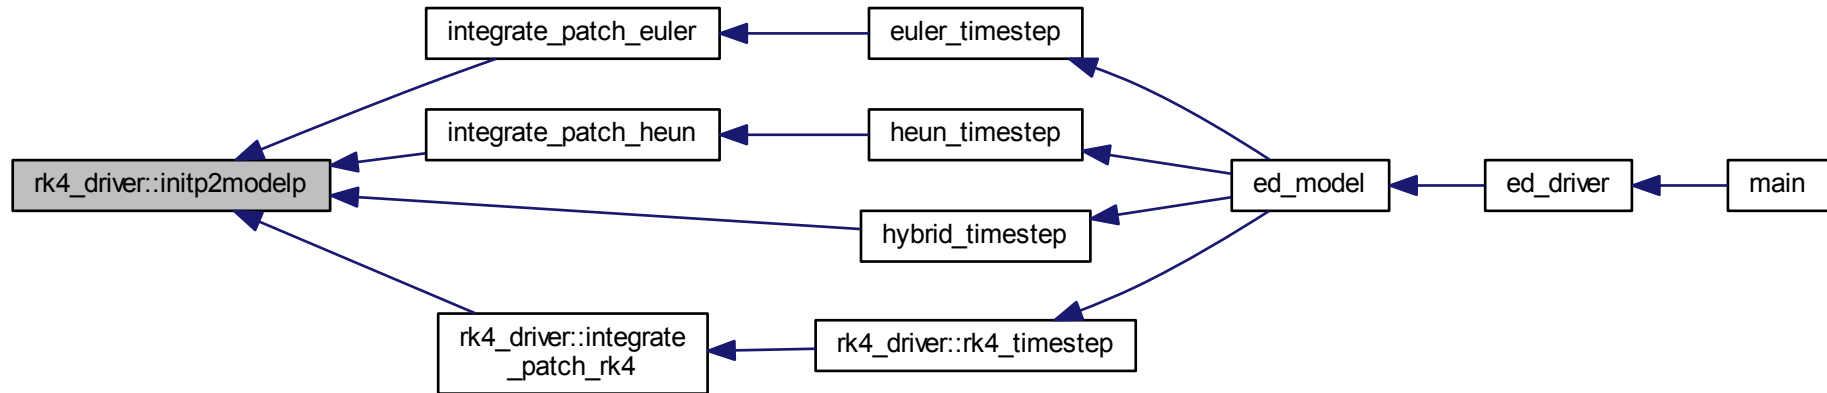 integrate_patch_euler
euler_timestep
integrate_patch_heun
heun_timestep
rk4_driver::initp2modelp
ed_model
ed_driver
main
hybrid_timestep
rk4_driver::integrate
_patch_rk4
rk4_driver::rk4_timestep